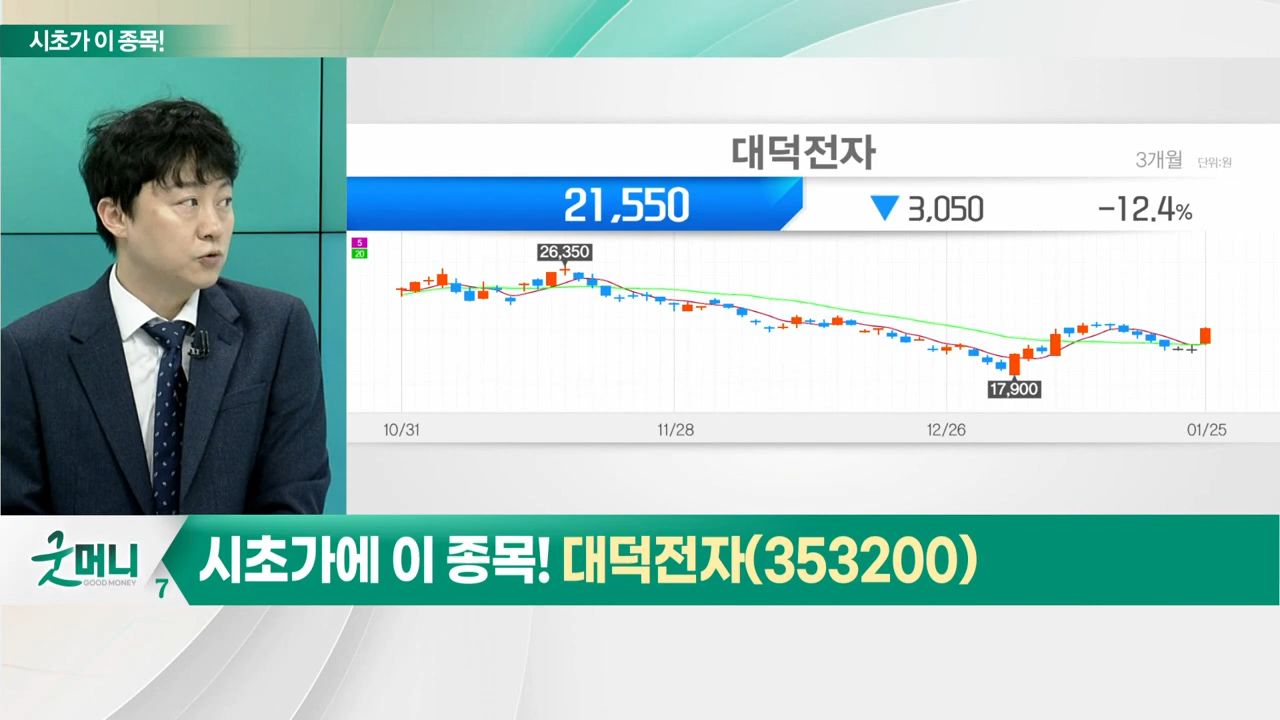 시초가 이 종목!
대덕전자
3개월 단위:원
21,550 ▼ 3,050 -12.4%
5
20
26,350
17,900
10/31 11/28 12/26 01/25
굿머니
GOOD MONEY
7
시초가에 이 종목! 대덕전자(353200)